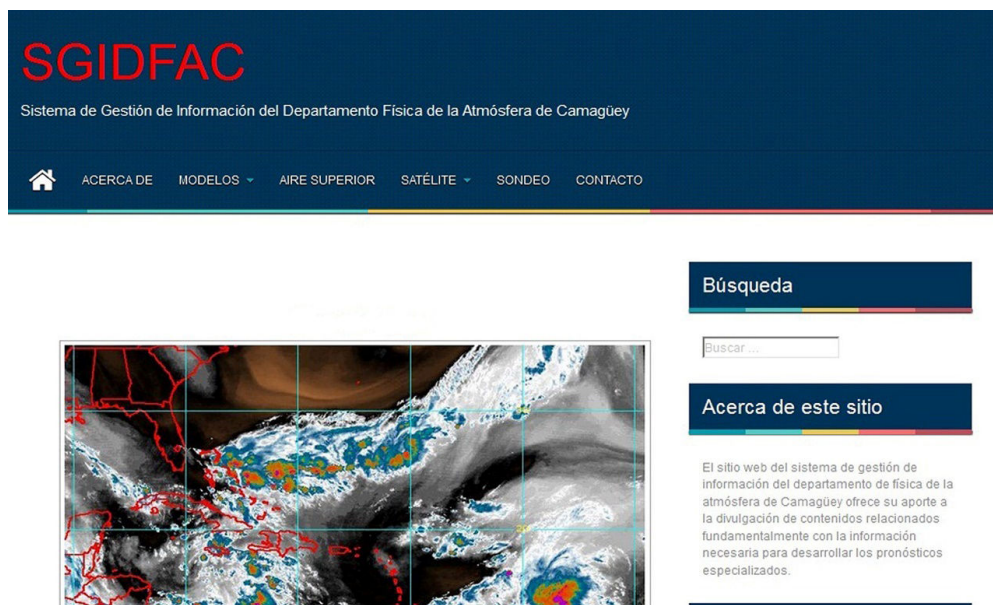 SGIDFAC
Sistema de Gestión de Información del Departamento Física de la Atmósfera de Camagüey
ACERCA DE MODELOS AIRE SUPERIOR SATÉLITE SONDEO CONTACTO
Búsqueda
Buscar ...
Acerca de este sitio
El sitio web del sistema de gestión de
información del departamento de física de la
atmósfera de Camagüey ofrece su aporte a
la divulgación de contenidos relacionados
fundamentalmente con la información
necesaria para desarrollar los pronósticos
especializados.